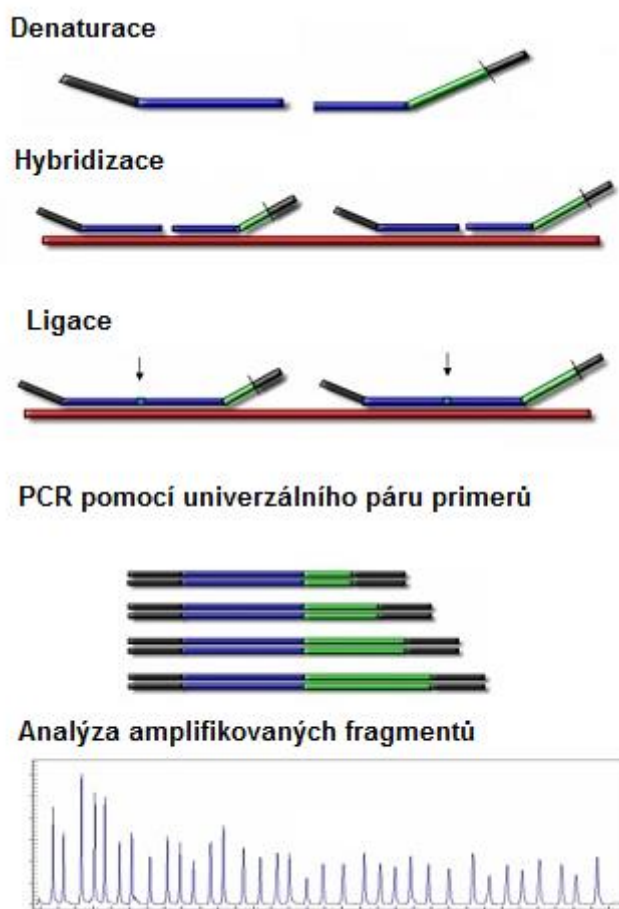 Denaturace
Hybridizace
Ligace
PCR pomocí univerzálního páru primerů
Analýza amplifikovaných fragmentů